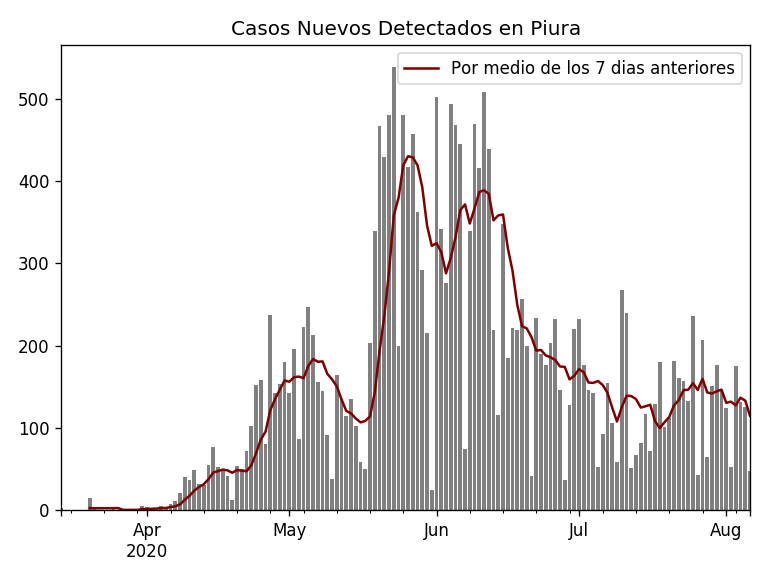 Casos Nuevos Detectados en Piura
Por medio de los 7 dias anteriores
500
400
300
200
100
0
Apr
2020
May
Jun
Jul
Aug